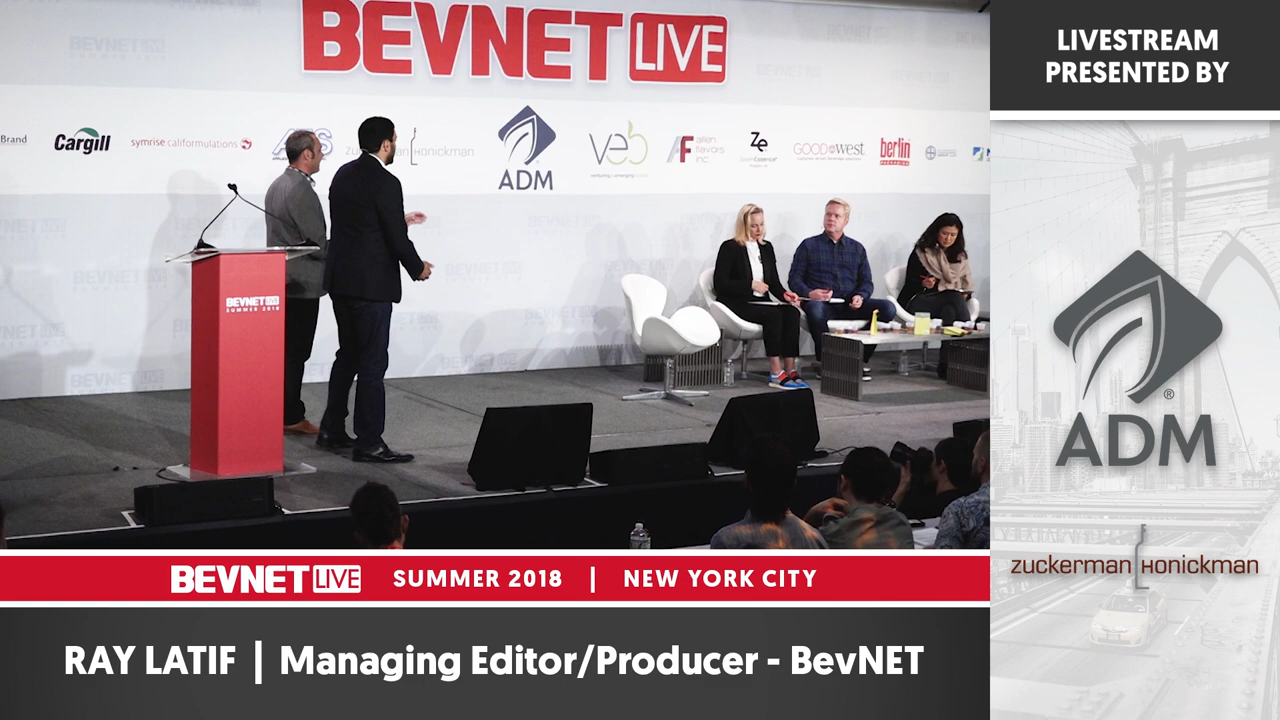 BEVNET LIVE
LIVESTREAM
PRESENTED BY
Brand
Cargill
symrise califormulations
zuckerman honickman
ADM
veb
allen
flavors
inc
Ze
GOOD west
berlin
PACKAGING
BEVNET LIVE
SUMMER 2018
ADM
zuckerman honickman
BEVNET LIVE SUMMER 2018 | NEW YORK CITY
RAY LATIF | Managing Editor/Producer - BevNET